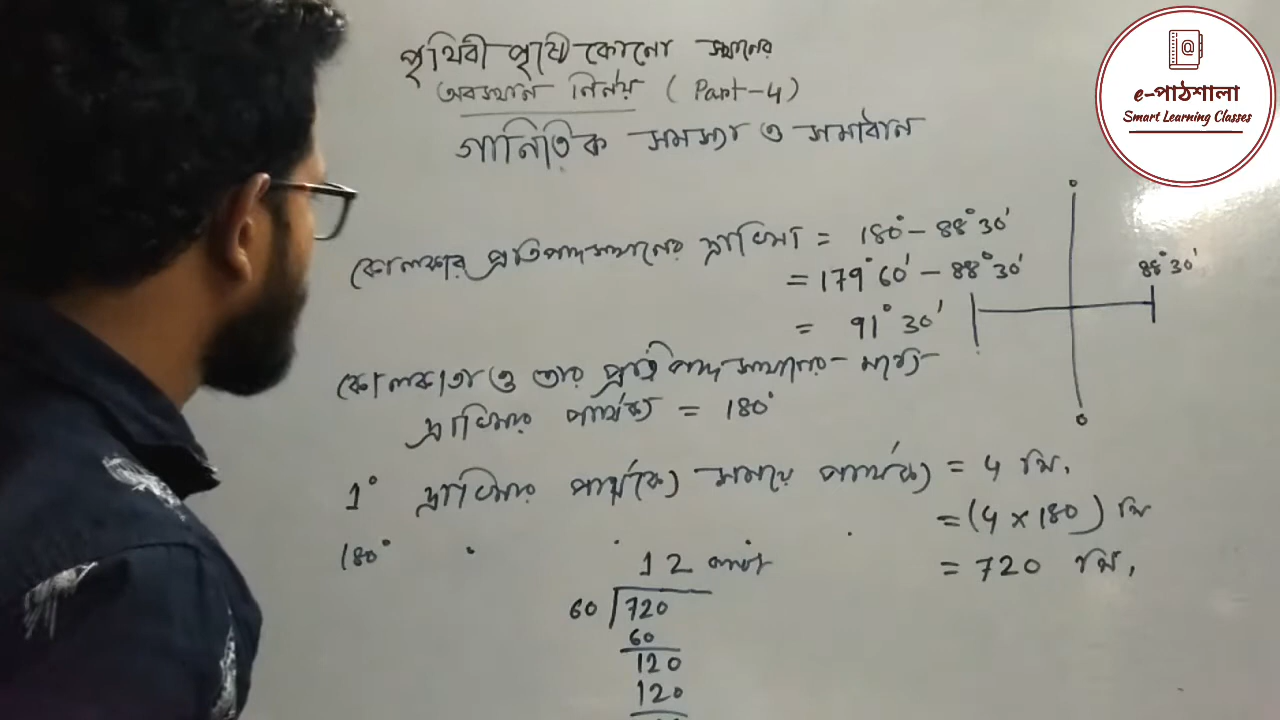 পৃথিবী পৃষ্ঠে কোনো স্থানের
অবস্থান নির্ণয় (Part-4)
গানিতিক সমস্যা ও সমাধান
e-পাঠশালা
Smart Learning Classes
কোলকাতার প্রতিপাদস্থানের দ্রাঘিমা = 180° - 88°30'
= 179°60' - 88°30'
= 91°30'
88°30'
কোলকাতা ও তার প্রতিপাদস্থানের মধ্যে
দ্রাঘিমার পার্থক্য = 180°
1° দ্রাঘিমার পার্থক্যে সময়ের পার্থক্য = 4 মি.
180° " " " = (4 × 180) মি
= 720 মি.
12 ঘণ্টা
60 720
60
120
120